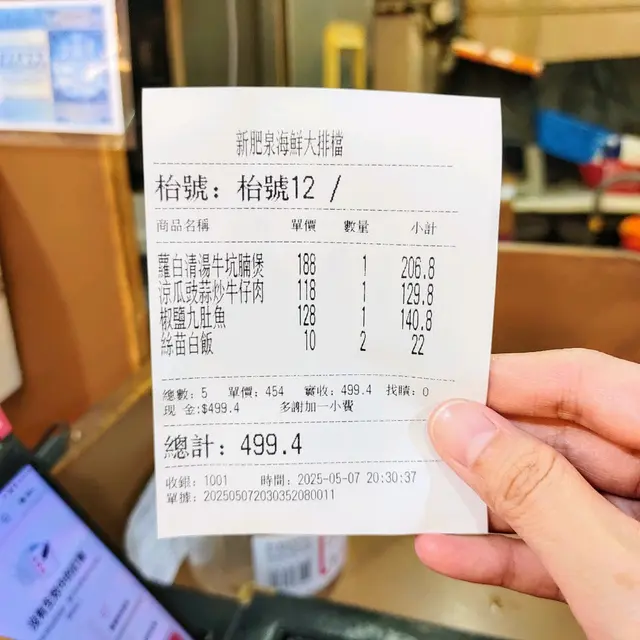 新肥泉海鮮大排檔
枱號: 枱號12 /
商品名稱 單價 數量 小計
蘿白清湯牛坑腩煲 188 1 206.8
涼瓜豉蒜炒牛仔肉 118 1 129.8
椒鹽九肚魚 128 1 140.8
絲苗白飯 10 2 22
總數: 5 單價: 454 實收: 499.4 找贖: 0
现 金:$499.4 多謝加一小費
總計: 499.4
收銀: 1001 時間: 2025-05-07 20:30:37
單據: 202505072030352080011